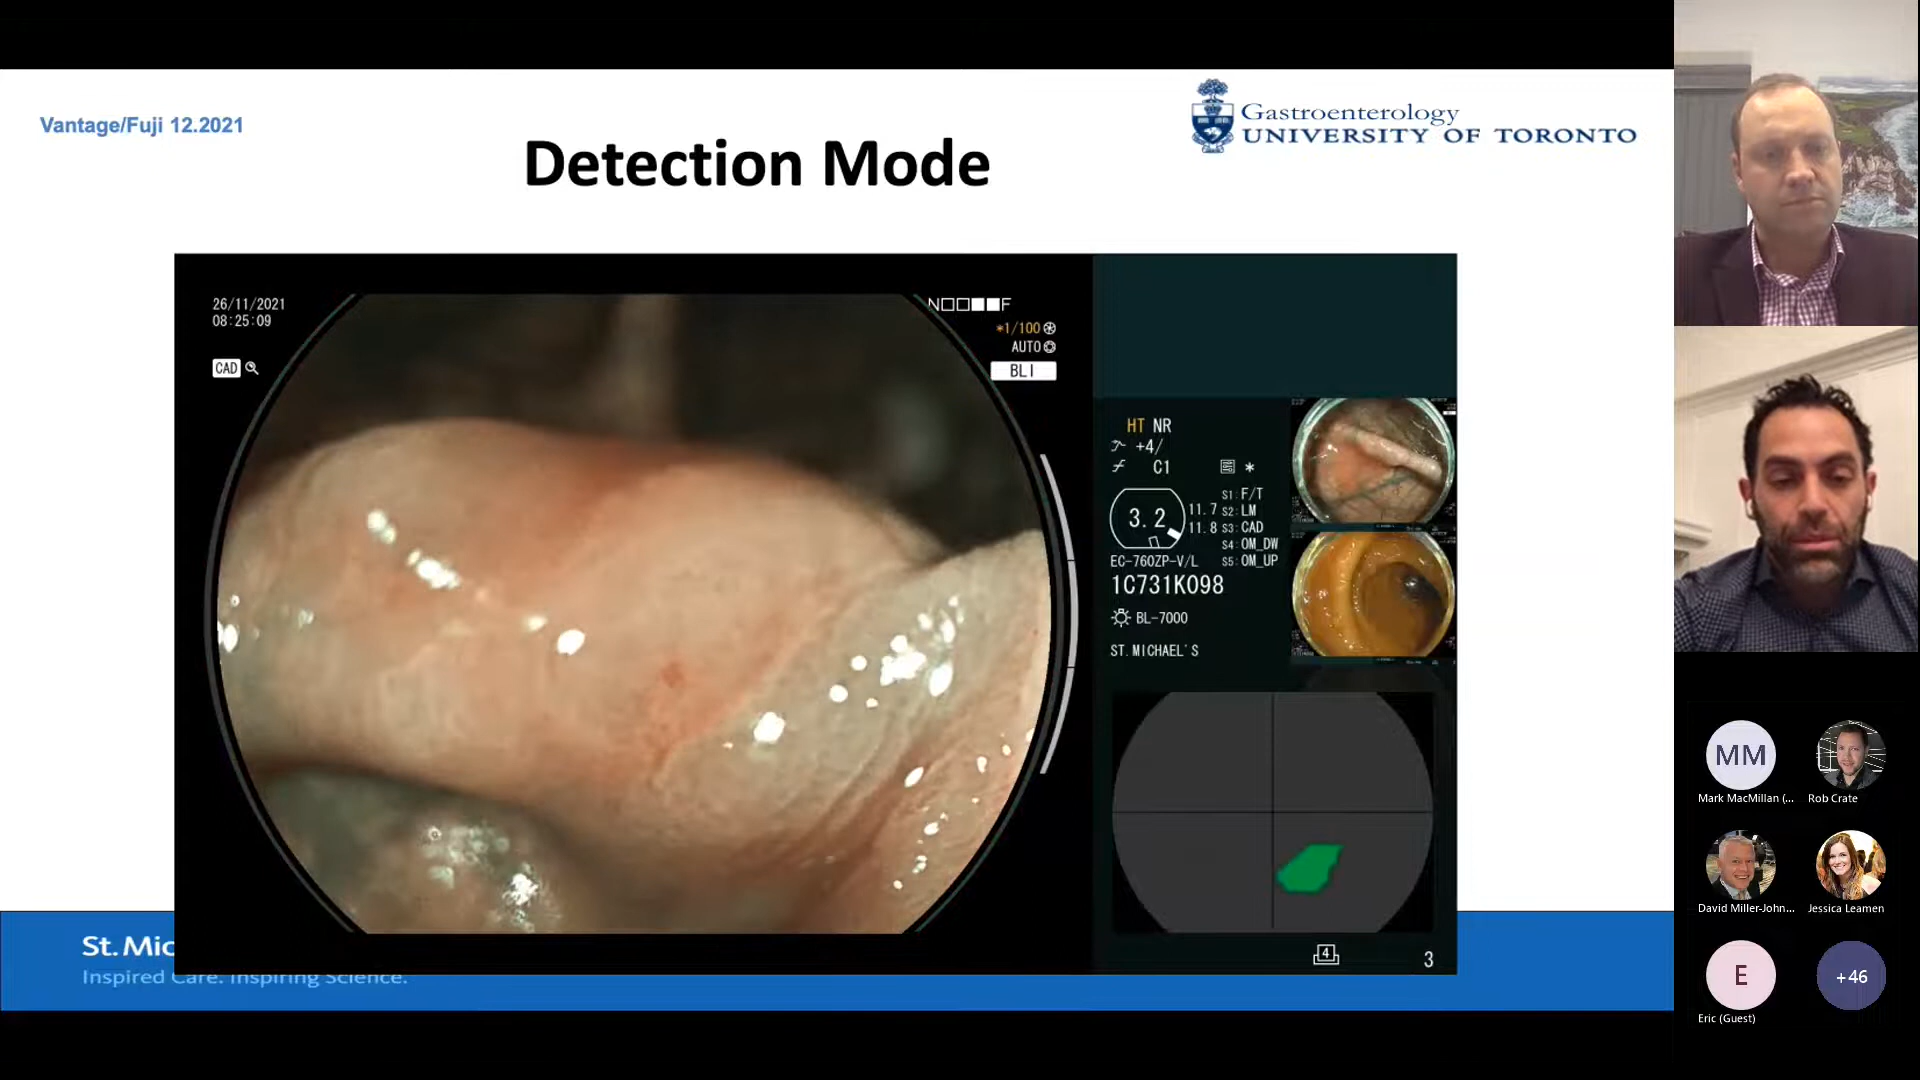 Vantage/Fuji 12.2021
Gastroenterology
UNIVERSITY OF TORONTO
Detection Mode
26/11/2021
08:25:09
CAD
N
F
*1/100
AUTO
BLI
HT NR
+4/
C1
*
3.2
11.7
11.8
S1:F/T
S2:LM
S3:CAD
S4:OM_DW
S5:OM_UP
EC-760ZP-V/L
1C731K098
BL-7000
ST.MICHAEL'S
4
3
St. Mic
Inspired Care. Inspiring Science.
MM
Mark MacMillan (...
Rob Crate
David Miller-John...
Jessica Leamen
E
Eric (Guest)
+46